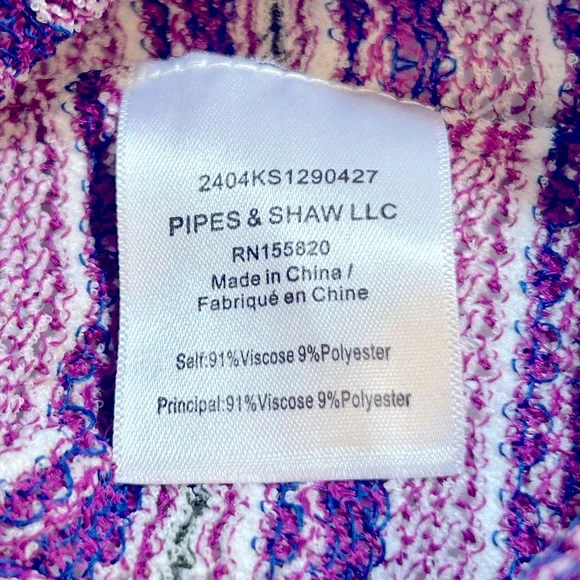 2404KS1290427
PIPES & SHAW LLC
RN155820
Made in China /
Fabriqué en Chine
Self:91%Viscose 9%Polyester
Principal:91%Viscose 9%Polyester